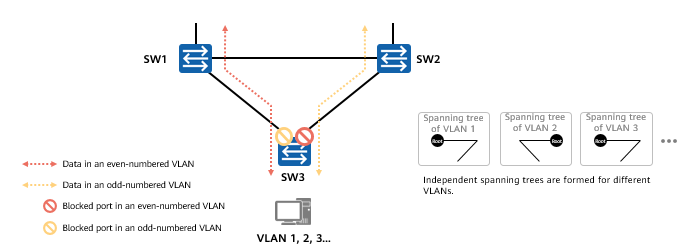 SW1
SW2
SW3
VLAN 1, 2, 3...
Data in an even-numbered VLAN
Data in an odd-numbered VLAN
Blocked port in an even-numbered VLAN
Blocked port in an odd-numbered VLAN
Spanning tree
of VLAN 1
Root
Spanning tree
of VLAN 2
Root
Spanning tree
of VLAN 3
Root
Independent spanning trees are formed for different
VLANs.